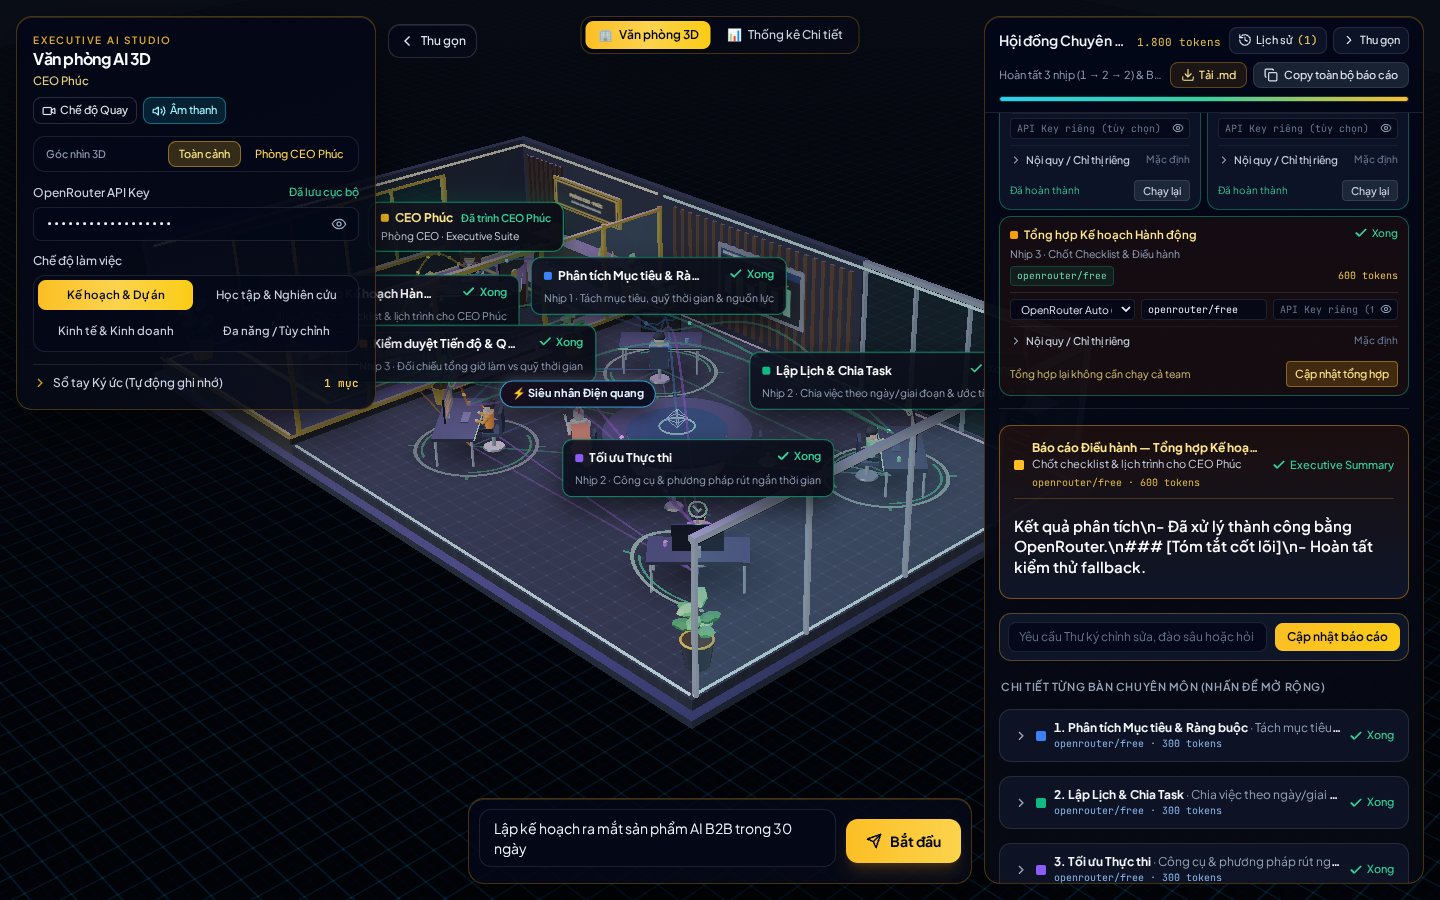 EXECUTIVE AI STUDIO
Văn phòng AI 3D
CEO Phúc
Chế độ Quay
Âm thanh
Góc nhìn 3D
Toàn cảnh
Phòng CEO Phúc
OpenRouter API Key
Đã lưu cục bộ
••••••••••••••••••
Chế độ làm việc
Kế hoạch & Dự án
Học tập & Nghiên cứu
Kinh tế & Kinh doanh
Đa năng / Tùy chỉnh
Sổ tay Ký ức (Tự động ghi nhớ)
1 mục
Thu gọn
🏢 Văn phòng 3D
📊 Thống kê Chi tiết
CEO Phúc
Đã trình CEO Phúc
Phòng CEO · Executive Suite
Phân tích Mục tiêu & Rà…
Xong
Nhịp 1 · Tách mục tiêu, quỹ thời gian & nguồn lực
hoạch Hàn…
Xong
& lịch trình cho CEO Phúc
Kiểm duyệt Tiến độ & Q…
Xong
3 · Đối chiếu tổng giờ làm vs quỹ thời gian
⚡ Siêu nhân Điện quang
Lập Lịch & Chia Task
Nhịp 2 · Chia việc theo ngày/giai đoạn & ước
Tối ưu Thực thi
Xong
Nhịp 2 · Công cụ & phương pháp rút ngắn thời gian
Lập kế hoạch ra mắt sản phẩm AI B2B trong 30
ngày
Bắt đầu
Hội đồng Chuyên …
1.800 tokens
Lịch sử (1)
Thu gọn
Hoàn tất 3 nhịp (1 → 2 → 2) & B…
Tải .md
Copy toàn bộ báo cáo
API Key riêng (tùy chọn)
API Key riêng (tùy chọn)
Nội quy / Chỉ thị riêng
Mặc định
Nội quy / Chỉ thị riêng
Mặc định
Đã hoàn thành
Chạy lại
Đã hoàn thành
Chạy lại
Tổng hợp Kế hoạch Hành động
Xong
Nhịp 3 · Chốt Checklist & Điều hành
openrouter/free
600 tokens
OpenRouter Auto
openrouter/free
API Key riêng (t
Nội quy / Chỉ thị riêng
Mặc định
Tổng hợp lại không cần chạy cả team
Cập nhật tổng hợp
Báo cáo Điều hành — Tổng hợp Kế hoạ…
Chốt checklist & lịch trình cho CEO Phúc
Executive Summary
openrouter/free · 600 tokens
Kết quả phân tích\n- Đã xử lý thành công bằng
OpenRouter.\n### [Tóm tắt cốt lõi]\n- Hoàn tất
kiểm thử fallback.
Yêu cầu Thư ký chỉnh sửa, đào sâu hoặc hỏi
Cập nhật báo cáo
CHI TIẾT TỪNG BÀN CHUYÊN MÔN (NHẤN ĐỂ MỞ RỘNG)
1. Phân tích Mục tiêu & Ràng buộc · Tách mục tiêu…
Xong
openrouter/free · 300 tokens
2. Lập Lịch & Chia Task · Chia việc theo ngày/giai …
Xong
openrouter/free · 300 tokens
3. Tối ưu Thực thi · Công cụ & phương pháp rút ng…
Xong
openrouter/free · 300 tokens